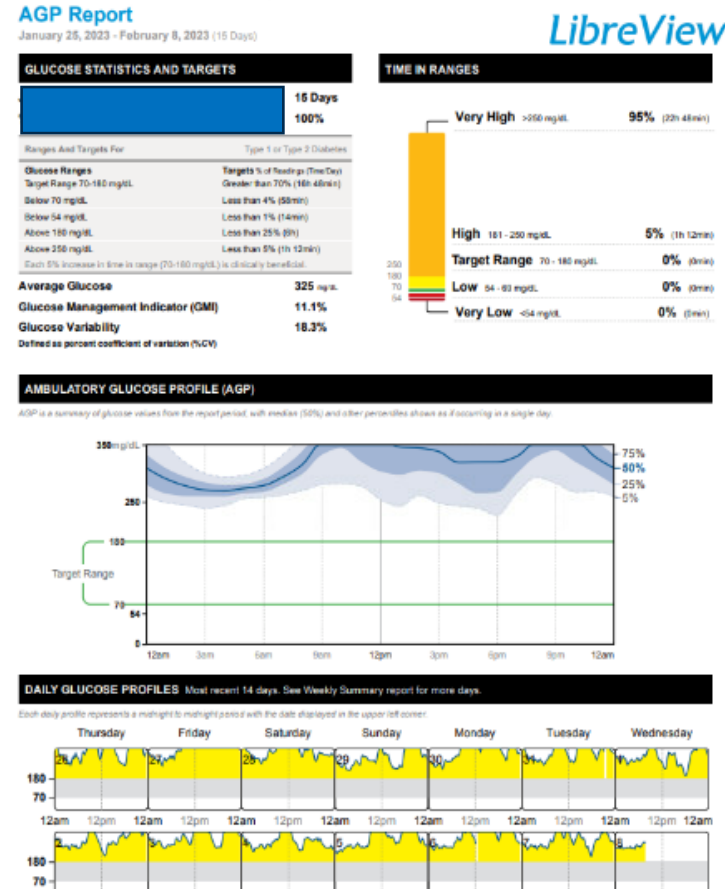 AGP Report
LibreView
January 25, 2023 - February 8, 2023 (15 Days)
GLUCOSE STATISTICS AND TARGETS
TIME IN RANGES
15 Days
100%
Ranges And Targets For Type 1 or Type 2 Diabetes
Glucose Ranges Targets % of Readings (Time/Day)
Target Range 70-180 mg/dL Greater than 70% (16h 48min)
Below 70 mg/dL Less than 4% (58min)
Below 54 mg/dL Less than 1% (14min)
Above 180 mg/dL Less than 25% (6h)
Above 250 mg/dL Less than 5% (1h 12min)
Each 5% increase in time in range (70-180 mg/dL) is clinically beneficial.
Average Glucose 325 mg/dL
Glucose Management Indicator (GMI) 11.1%
Glucose Variability 18.3%
Defined as percent coefficient of variation (%CV)
Very High >250 mg/dL 95% (22h 48min)
High 181 - 250 mg/dL 5% (1h 12min)
Target Range 70 - 180 mg/dL 0% (0min)
Low 54 - 69 mg/dL 0% (0min)
Very Low <54 mg/dL 0% (0min)
250
180
70
54
AMBULATORY GLUCOSE PROFILE (AGP)
AGP is a summary of glucose values from the report period, with median (50%) and other percentiles shown as if occurring in a single day.
350 mg/dL
250
180
Target Range
70
54
0
75%
50%
25%
5%
12am 3am 6am 9am 12pm 3pm 6pm 9pm 12am
DAILY GLUCOSE PROFILES Most recent 14 days. See Weekly Summary report for more days.
Each daily profile represents a midnight to midnight period with the date displayed in the upper left corner.
Thursday Friday Saturday Sunday Monday Tuesday Wednesday
26 27 28 29 30 31 1
180
70
12am 12pm 12am 12pm 12am 12pm 12am 12pm 12am 12pm 12am 12pm 12am 12pm 12am
2 3 4 5 6 7 8
180
70